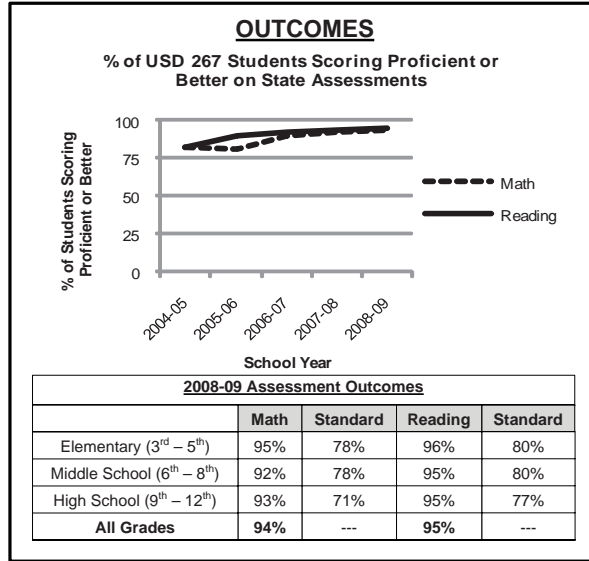 OUTCOMES
% of USD 267 Students Scoring Proficient or
Better on State Assessments
% of Students Scoring
Proficient or Better
100
75
50
25
0
Math
Reading
2004-05
2005-06
2006-07
2007-08
2008-09
School Year
2008-09 Assessment Outcomes
Math Standard Reading Standard
Elementary (3rd – 5th) 95% 78% 96% 80%
Middle School (6th – 8th) 92% 78% 95% 80%
High School (9th – 12th) 93% 71% 95% 77%
All Grades 94% --- 95% ---